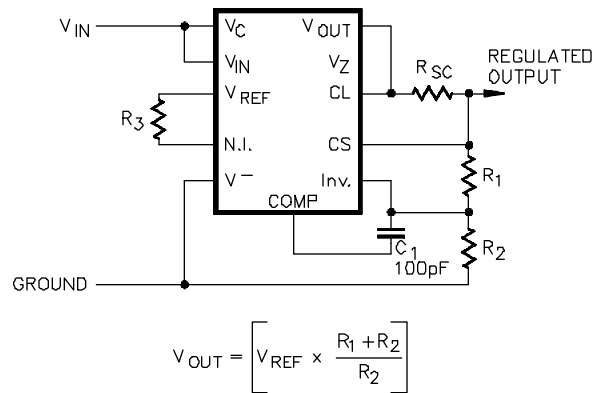 V IN
V C
V OUT
V IN
V Z
R SC
REGULATED
OUTPUT
V REF
CL
R 3
N.I.
CS
V −
Inv.
R 1
COMP
C 1
100pF
R 2
GROUND
V OUT = [ V REF x (R 1 + R 2) / R 2 ]